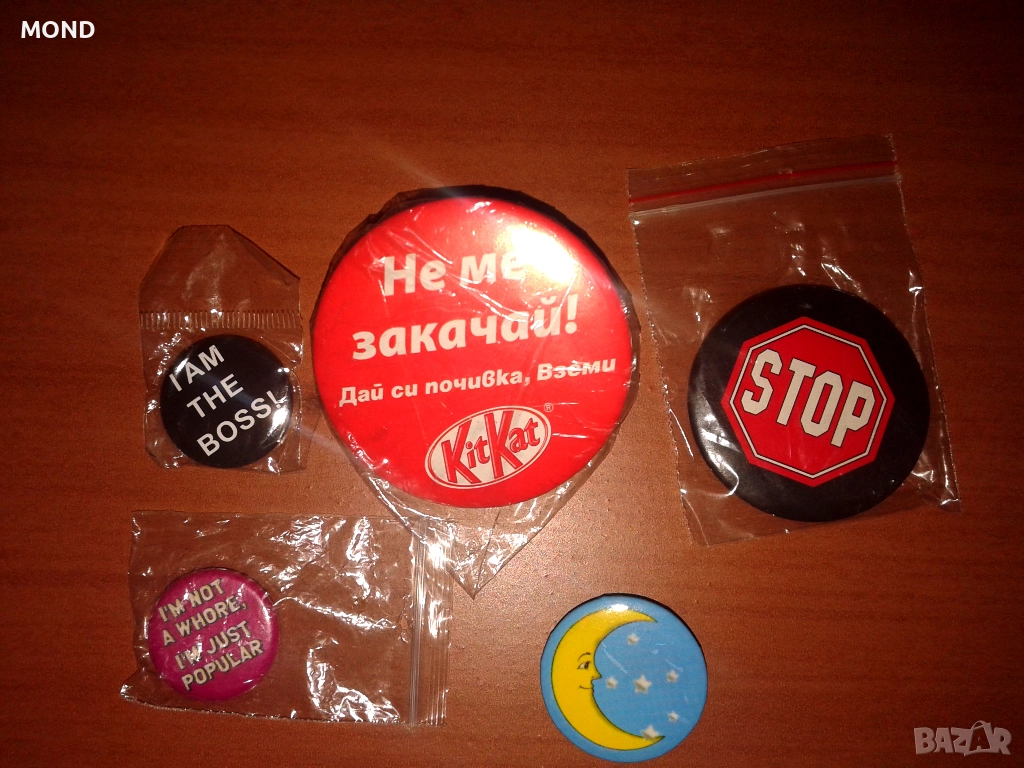 MOND
Не ме
закачай!
Дай си почивка, Вземи
KitKat®
I AM
THE
BOSS!
STOP
I'M NOT
A WHORE,
I'M JUST
POPULAR
BAZAR